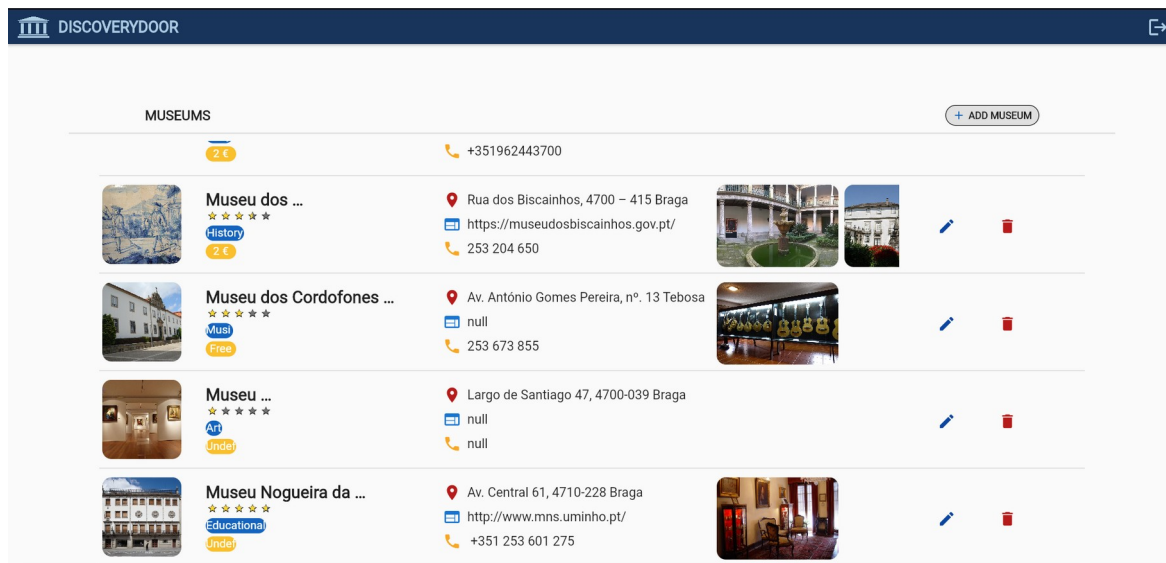 DISCOVERYDOOR
MUSEUMS
+ ADD MUSEUM
2 €
+351962443700
Museu dos ...
History
2 €
Rua dos Biscainhos, 4700 – 415 Braga
https://museudosbiscainhos.gov.pt/
253 204 650
Museu dos Cordofones ...
Musi
Free
Av. António Gomes Pereira, nº. 13 Tebosa
null
253 673 855
Museu ...
Art
Undef
Largo de Santiago 47, 4700-039 Braga
null
null
Museu Nogueira da ...
Educational
Undef
Av. Central 61, 4710-228 Braga
http://www.mns.uminho.pt/
+351 253 601 275